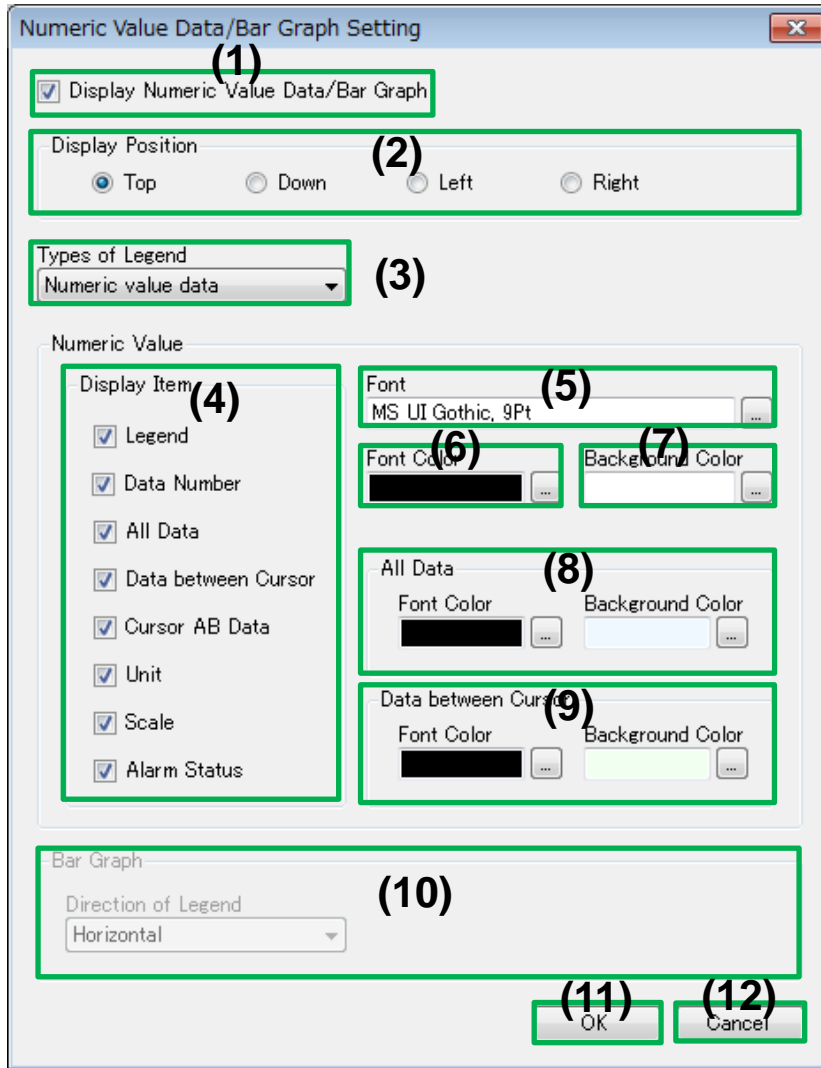 Numeric Value Data/Bar Graph Setting
(1)
Display Numeric Value Data/Bar Graph
Display Position
(2)
Top Down Left Right
Types of Legend
Numeric value data
(3)
Numeric Value
Display Item
(4)
Legend
Data Number
All Data
Data between Cursor
Cursor AB Data
Unit
Scale
Alarm Status
Font
(5)
MS UI Gothic, 9Pt
...
Font Color
(6)
...
Background Color
(7)
...
All Data
(8)
Font Color Background Color
... ...
Data between Cursor
(9)
Font Color Background Color
... ...
Bar Graph
(10)
Direction of Legend
Horizontal
(11) (12)
OK Cancel